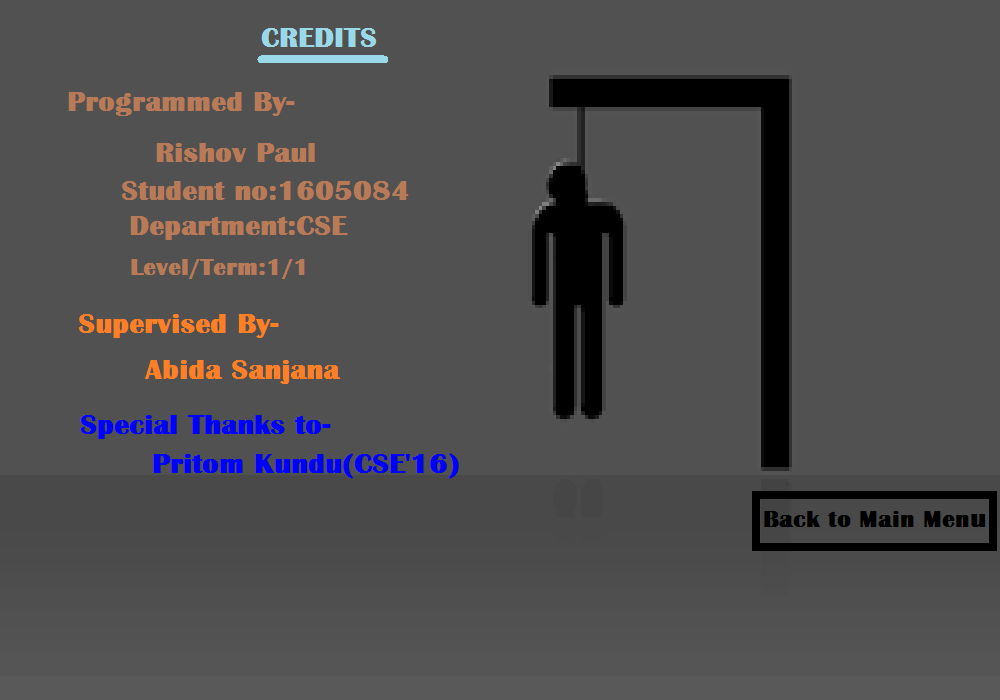 CREDITS
Programmed By-
Rishov Paul
Student no:1605084
Department:CSE
Level/Term:1/1
Supervised By-
Abida Sanjana
Special Thanks to-
Pritom Kundu(CSE'16)
Back to Main Menu